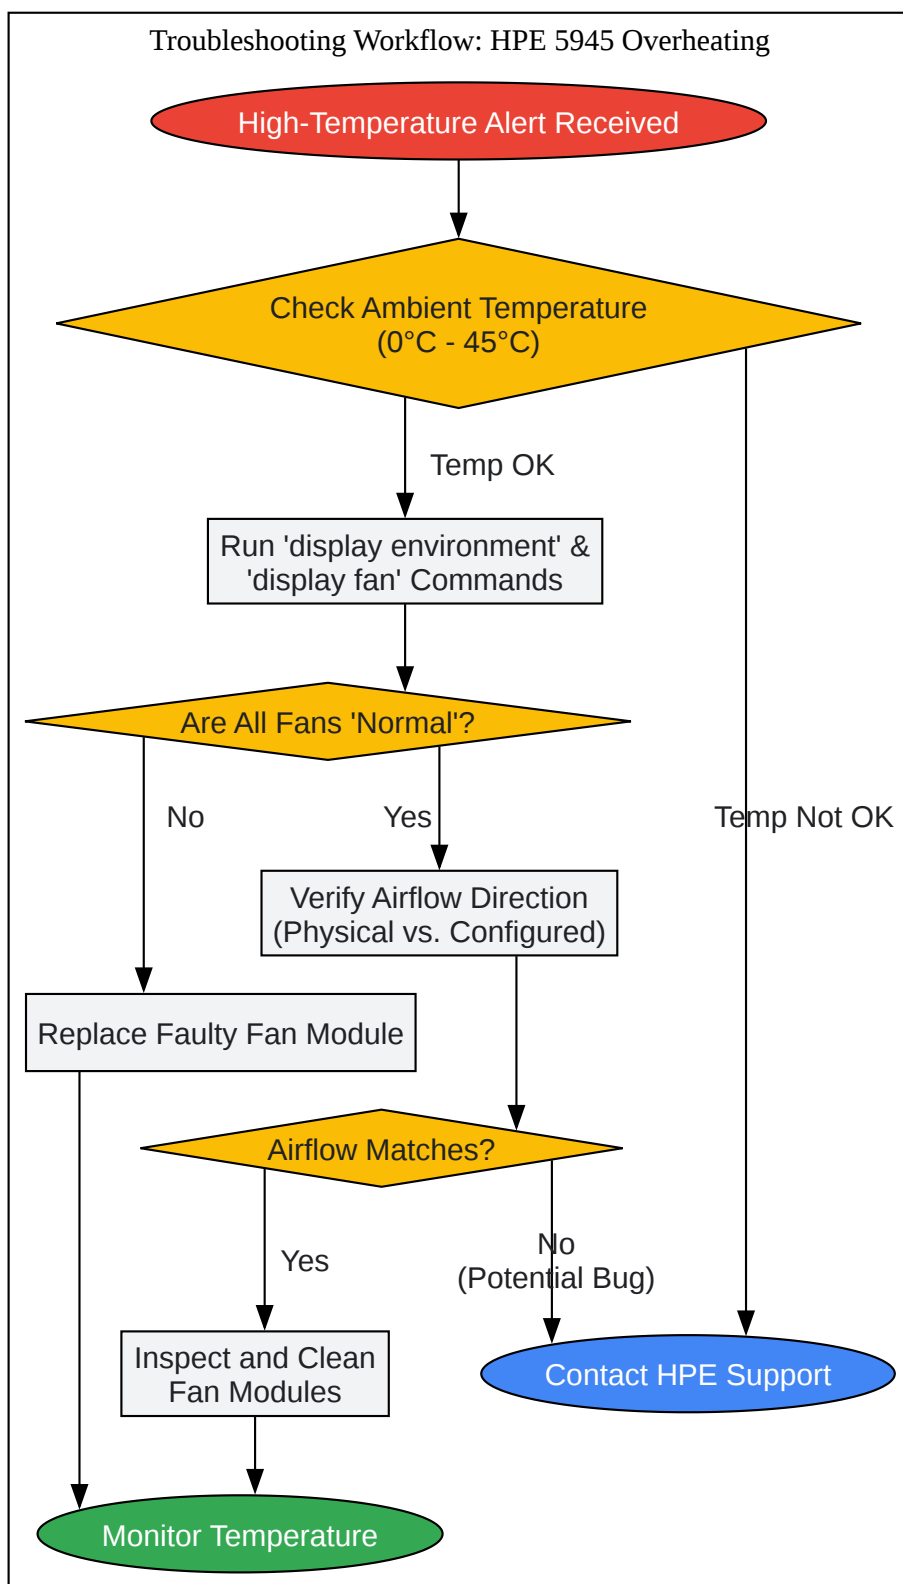 Troubleshooting Workflow: HPE 5945 Overheating
High-Temperature Alert Received
Check Ambient Temperature
(0°C - 45°C)
Temp OK
Run 'display environment' &
'display fan' Commands
Are All Fans 'Normal'?
No
Yes
Temp Not OK
Verify Airflow Direction
(Physical vs. Configured)
Replace Faulty Fan Module
Airflow Matches?
Yes
No
(Potential Bug)
Inspect and Clean
Fan Modules
Contact HPE Support
Monitor Temperature